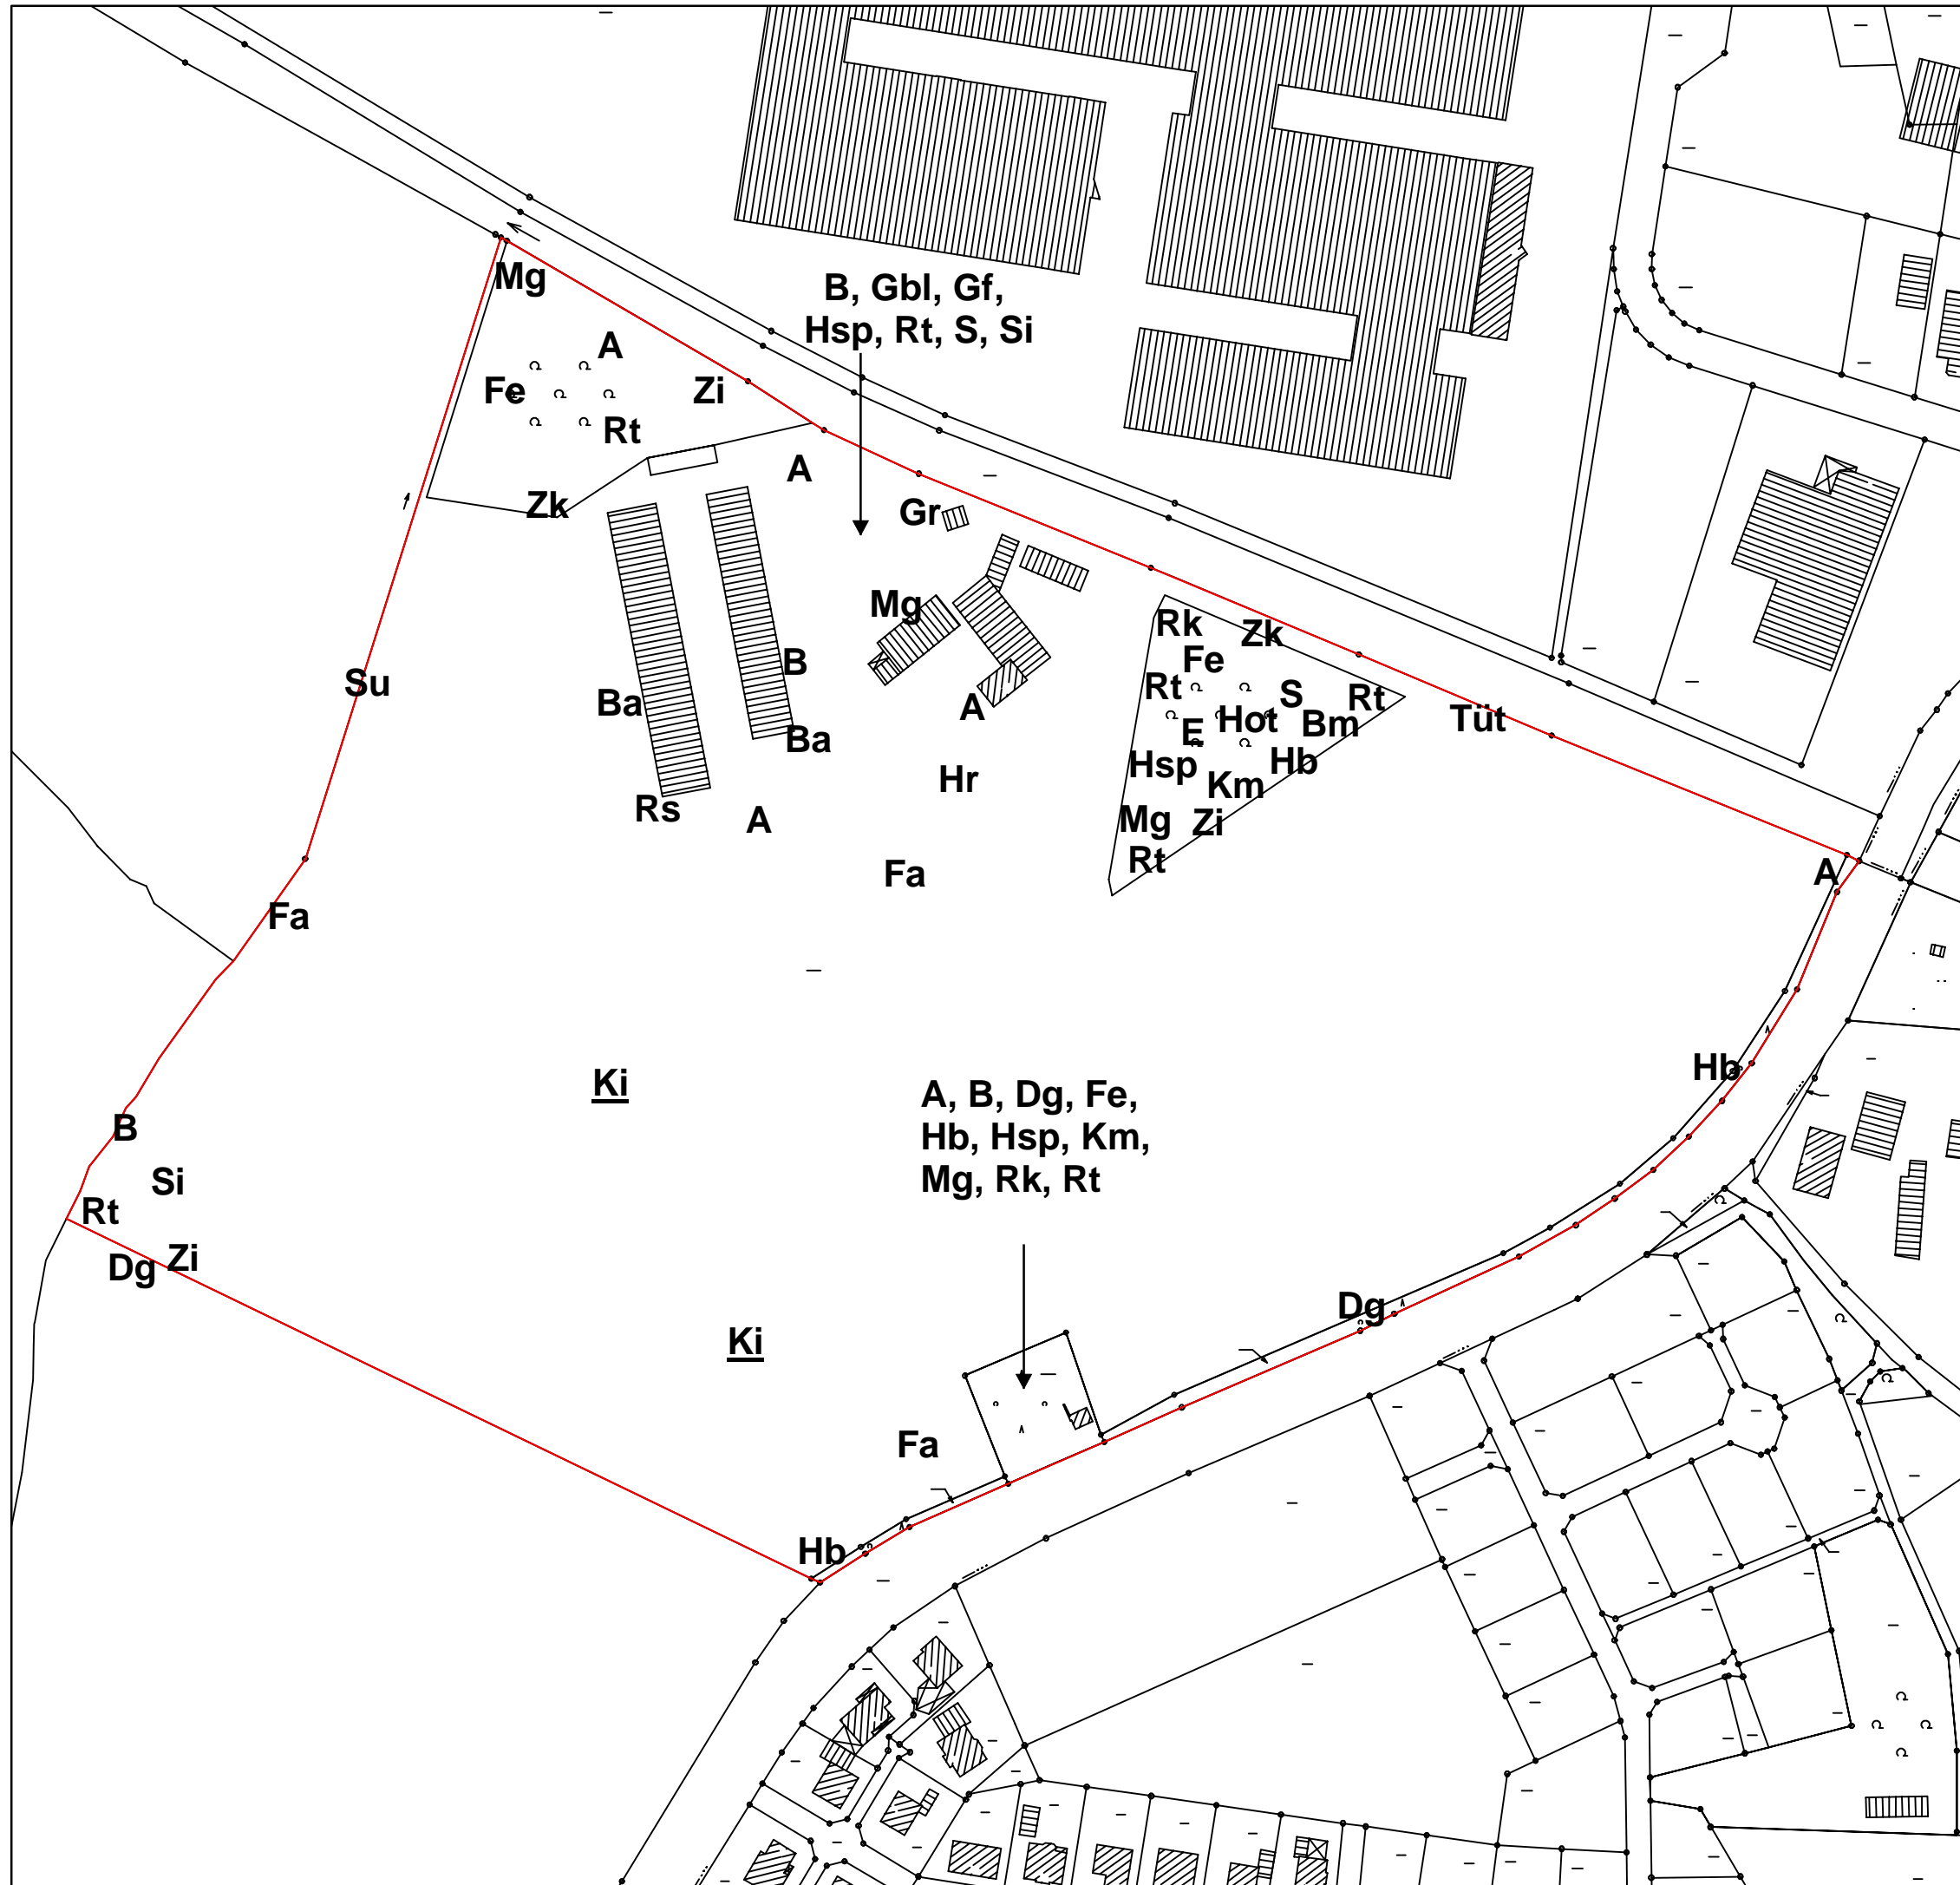 Mg
B, Gbl, Gf,
Hsp, Rt, S, Si
A
Fe
Zi
Rt
A
Zk
Gr
Mg
Rk
Zk
Fe
B
Su
Ba
Rt
S
Rt
A
Hot
Bm
Tüt
E
Ba
Hsp
Hb
Hr
Km
Rs
A
Mg
Zi
Rt
Fa
A
Fa
Hb
Ki
A, B, Dg, Fe,
Hb, Hsp, Km,
Mg, Rk, Rt
B
Si
Rt
Dg
Zi
Dg
Ki
Fa
Hb